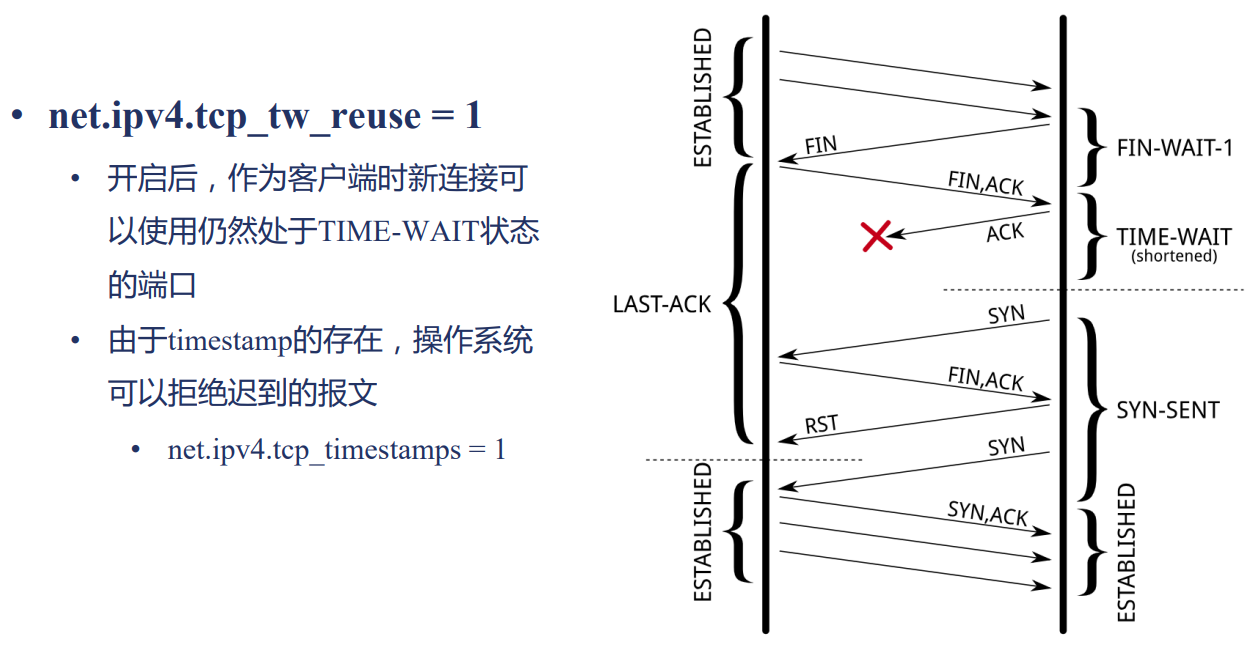 • net.ipv4.tcp_tw_reuse = 1
• 开启后，作为客户端时新连接可
以使用仍然处于TIME-WAIT状态
的端口
• 由于timestamp的存在，操作系统
可以拒绝迟到的报文
• net.ipv4.tcp_timestamps = 1
ESTABLISHED
FIN
FIN-WAIT-1
FIN,ACK
ACK
TIME-WAIT
(shortened)
LAST-ACK
SYN
FIN,ACK
SYN-SENT
RST
SYN
ESTABLISHED
SYN,ACK
ESTABLISHED